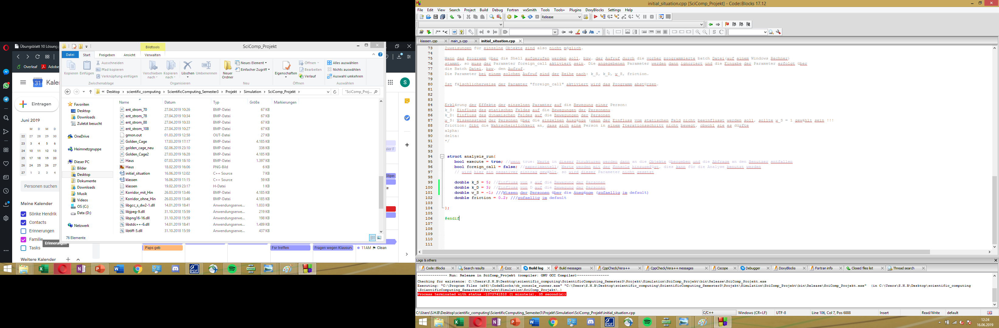 Übungsblatt 10 Lösung.
Overleaf
Adobe
Kalen
Eintragen
Juni 2019
M D M D
22 27 28 29 30
23 3 4 5 6
24 10 11 12 13
25 17 18 19 20
26 24 25 26 27
27 1 2 3 4
Personen suchen
Meine Kalender
Sönke Hendrik
Contacts
Erinnerungen
Familie
Erinnerungen
Tasks
Weitere Kalender
Bildtools
SciComp_Projekt
Datei Start Freigeben Ansicht Verwalten
Kopieren
Einfügen
Ausschneiden
Pfad kopieren
Verknüpfung einfügen
Zwischenablage
Verschieben nach
Kopieren nach
Löschen
Umbenennen
Organisieren
Neuer Ordner
Neues Element
Einfacher Zugriff
Neu
Eigenschaften
Öffnen
Bearbeiten
Verlauf
Öffnen
Alles auswählen
Nichts auswählen
Auswahl umkehren
Auswählen
« Desktop scientific_computing ScientificComputing_Semester3 Projekt Simulation SciComp_Projekt
"SciComp_Proj...
Favoriten
Desktop
Downloads
Zuletzt besucht
OneDrive
Heimnetzgruppe
Dieser PC
Bilder
Desktop
Dokumente
Downloads
Musik
Videos
OS (C:)
Data (D:)
Netzwerk
Name Datum Typ Größe Markierungen
ent_strom_70 27.04.2019 10:26 BMP-Datei 67 KB
ent_strom_78 27.04.2019 10:34 BMP-Datei 67 KB
ent_strom_88 27.04.2019 10:33 BMP-Datei 67 KB
ent_strom_108 27.04.2019 10:27 BMP-Datei 67 KB
gmon.out 01.03.2019 12:58 OUT-Datei 27 KB
Golden_Cage 17.03.2019 17:17 BMP-Datei 4.185 KB
golden_cage_neu 02.06.2019 23:10 BMP-Datei 336 KB
Golden_Cage2 27.03.2019 16:28 BMP-Datei 4.185 KB
Haus 07.03.2019 18:10 BMP-Datei 1.397 KB
Haus 18.02.2019 16:06 PNG-Bild 6 KB
initial_situation 16.06.2019 12:02 C++ Source 7 KB
klassen 16.06.2019 11:15 C++ Source 59 KB
klassen 19.02.2019 23:17 H-Datei 1 KB
Korridor_mit_Hin 26.03.2019 13:46 BMP-Datei 4.185 KB
Korridor_ohne_Hin 26.03.2019 13:46 BMP-Datei 4.185 KB
libgcc_s_dw2-1.dll 14.01.2019 18:41 Anwendungserwe... 1.033 KB
libjpeg-9.dll 31.10.2018 15:59 Anwendungserwe... 219 KB
libpng16-16.dll 31.10.2018 15:59 Anwendungserwe... 198 KB
libstdc++-6.dll 14.01.2019 18:41 Anwendungserwe... 1.489 KB
libtiff-5.dll 31.10.2018 15:59 Anwendungserwe... 437 KB
76 Elemente
S
aler F
Stiper
Paps geb
Fsr treffen
Fragen wegen Klausurv
11AM Clean
initial_situation.cpp [SciComp_Projekt] - Code::Blocks 17.12
File Edit View Search Project Build Debug Fortran wxSmith Tools Tools+ Plugins DoxyBlocks Settings Help
Release
klassen.cpp main_s.cpp initial_situation.cpp
73 Zuweisungen für einzelne Objekte sind also nicht möglich.
74
75 Wenn das Programm über die Shell aufgerufen werden soll, bzw. der Aufruf durch die vorher programmierte batch Datei(auf einem Windows Rechner)
76 stammt, so muss der Parameter foreign_call aktiviert sein. Die angegebenen Parameter werden dann ignoriert und die Eingabe der Parameter erfolgt über
77 die Batch Datei, bzw. den Aufruf.
78 Die Parameter bei einem solchen Aufruf sind der Reihe nach: k_S, k_D, w_S, friction.
79
80 Ist fälschlicherweise der Paramter "foreign_call" aktiviert wird das Programm abstürzen.
81
82
83
84 Erklärung der Effekte der einzelnen Paramter auf die Bewegung einer Person:
85 k_S: Einfluss des statischen Feldes auf die Bewegungen der Personenu
86 k_D: Einfluss des dynamischen Feldes auf die Bewegungen der Personen
87 w_S: Wissensstand der Personen über die einzelnen Ausgänge (wenn der Einfluss vom statischen Feld nicht beeinflusst werden soll, sollte w_S = 1 gewählt sein !!!
88 friction: Gibt die Wahrscheinlichkeit an, dass sich eine Person in einem Iterationsschritt nicht bewegt, obwohl sie es dürfte
89 alpha:
90 delta:
91 */
92
93
94 struct analysis_run{
95 bool execute = true; //wenn true: Werte in dieser Strukturen werden dann an die Objekte übergeben und die Abfrage an den Benutzer entfallen
96 bool foreign_call = false; //experimentell: Werte werden mit der Konsole hinzugefügt, dies kann für die Analyse benutzt werden
97 // wird hier ein negativer eintrag gewählt, so wird dieser Parameter nicht gesetzt
98
99 double k_S = 5; //Einfluss von s auf die Bewegung der Personen
100 double k_D = 3; //Einfluss von D auf die Bewegung der Personen
101 double w_S = -1; ///Wissen der Personen über die Ausgänge (zufaellig im default)
102 double friction = 0.2; ///zufaellig im default
103
104 };
105
106 #endif
107
108
109
110
111
Logs & others
Code::Blocks Search results Cccc Build log Build messages CppCheck/Vera++ CppCheck/Vera++ messages Cscope Debugger DoxyBlocks Fortran info Closed files list Thread search
-------------- Run: Release in SciComp_Projekt (compiler: GNU GCC Compiler)---------------
Checking for existence: C:\Users\S.H.B\Desktop\scientific_computing\ScientificComputing_Semester3\Projekt\Simulation\SciComp_Projekt\bin\Release\SciComp_Projekt.exe
Executing: "C:\Program Files (x86)\CodeBlocks/cb_console_runner.exe" "C:\Users\S.H.B\Desktop\scientific_computing\ScientificComputing_Semester3\Projekt\Simulation\SciComp_Projekt\bin\Release\SciComp_Projekt.exe" (in C:\Users\S.H.B\Desktop\scientific_computing
\ScientificComputing_Semester3\Projekt\Simulation\SciComp_Projekt\.)
Process terminated with status -1073741510 (1 minute(s), 35 second(s))
C:\Users\S.H.B\Desktop\scientific_computing\ScientificComputing_Semester3\Projekt\Simulation\SciComp_Projekt\initial_situation.cpp C/C++ Windows (CR+LF) UTF-8 Line 106, Col 7, Pos 6888 Insert Read/Write default
12:24
16.06.2019